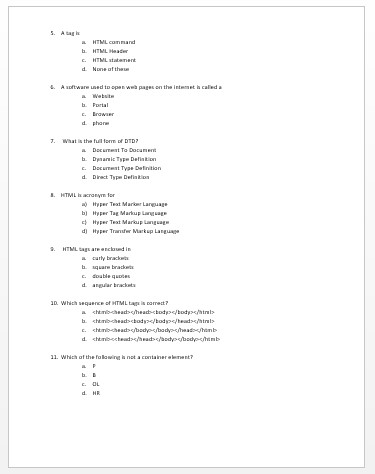 5. A tag is
a. HTML command
b. HTML Header
c. HTML statement
d. None of these
6. A software used to open web pages on the internet is called a
a. Website
b. Portal
c. Browser
d. phone
7. What is the full form of DTD?
a. Document To Document
b. Dynamic Type Definition
c. Document Type Definition
d. Direct Type Definition
8. HTML is acronym for
a) Hyper Text Marker Language
b) Hyper Tag Markup Language
c) Hyper Text Markup Language
d) Hyper Transfer Markup Language
9. HTML tags are enclosed in
a. curly brackets
b. square brackets
c. double quotes
d. angular brackets
10. Which sequence of HTML tags is correct?
a. <html><head></head><body></body></html>
b. <html><head><body></body></head></html>
c. <html><head></body></body></head></html>
d. <html><<head></head></body></body></html>
11. Which of the following is not a container element?
a. P
b. B
c. OL
d. HR